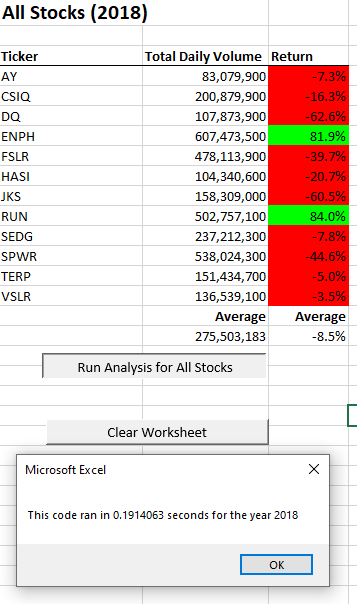 All Stocks (2018)
Ticker Total Daily Volume Return
AY 83,079,900 -7.3%
CSIQ 200,879,900 -16.3%
DQ 107,873,900 -62.6%
ENPH 607,473,500 81.9%
FSLR 478,113,900 -39.7%
HASI 104,340,600 -20.7%
JKS 158,309,000 -60.5%
RUN 502,757,100 84.0%
SEDG 237,212,300 -7.8%
SPWR 538,024,300 -44.6%
TERP 151,434,700 -5.0%
VSLR 136,539,100 -3.5%
Average Average
275,503,183 -8.5%
Run Analysis for All Stocks
Clear Worksheet
Microsoft Excel
This code ran in 0.1914063 seconds for the year 2018
OK